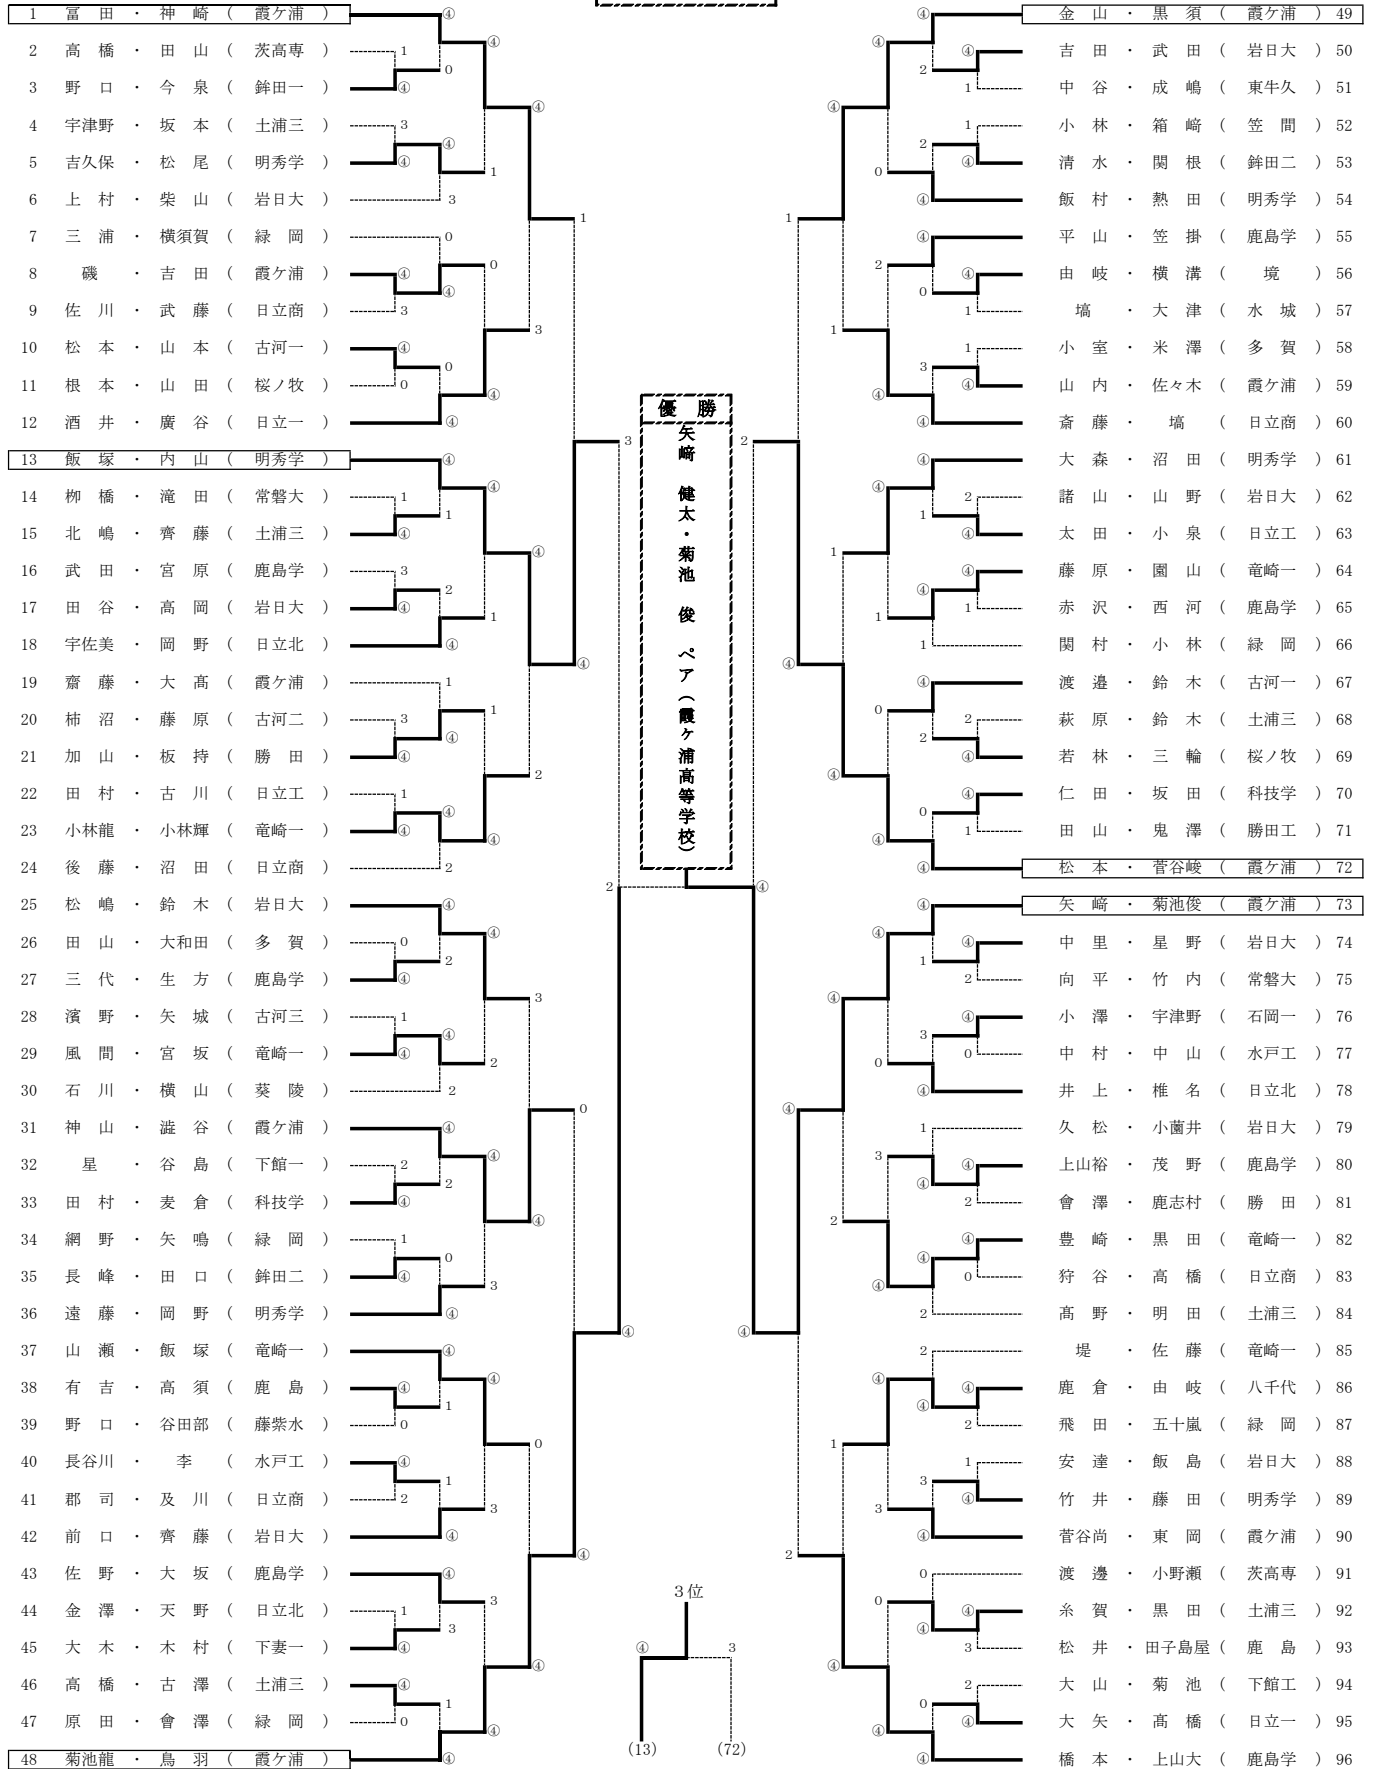 1 冨田・神崎（霞ケ浦）
2 高橋・田山（茨高専）
3 野口・今泉（鉾田一）
4 宇津野・坂本（土浦三）
5 吉久保・松尾（明秀学）
6 上村・柴山（岩日大）
7 三浦・横須賀（緑岡）
8 磯・吉田（霞ケ浦）
9 佐川・武藤（日立商）
10 松本・山本（古河一）
11 根本・山田（桜ノ牧）
12 酒井・廣谷（日立一）
13 飯塚・内山（明秀学）
14 栁橋・滝田（常磐大）
15 北嶋・齊藤（土浦三）
16 武田・宮原（鹿島学）
17 田谷・高岡（岩日大）
18 宇佐美・岡野（日立北）
19 齋藤・大髙（霞ケ浦）
20 柿沼・藤原（古河二）
21 加山・板持（勝田）
22 田村・古川（日立工）
23 小林龍・小林輝（竜崎一）
24 後藤・沼田（日立商）
25 松嶋・鈴木（岩日大）
26 田山・大和田（多賀）
27 三代・生方（鹿島学）
28 濱野・矢城（古河三）
29 風間・宮坂（竜崎一）
30 石川・横山（葵陵）
31 神山・澁谷（霞ケ浦）
32 星・谷島（下館一）
33 田村・麦倉（科技学）
34 網野・矢鳴（緑岡）
35 長峰・田口（鉾田二）
36 遠藤・岡野（明秀学）
37 山瀬・飯塚（竜崎一）
38 有吉・高須（鹿島）
39 野口・谷田部（藤紫水）
40 長谷川・李（水戸工）
41 郡司・及川（日立商）
42 前口・齊藤（岩日大）
43 佐野・大坂（鹿島学）
44 金澤・天野（日立北）
45 大木・木村（下妻一）
46 高橋・古澤（土浦三）
47 原田・會澤（緑岡）
48 菊池龍・鳥羽（霞ケ浦）
優勝
矢﨑 健太・菊池 俊 ペア（霞ヶ浦高等学校）
3位
④ 3
(13) (72)
金山・黒須（霞ケ浦）49
吉田・武田（岩日大）50
中谷・成嶋（東牛久）51
小林・箱﨑（笠間）52
清水・関根（鉾田二）53
飯村・熱田（明秀学）54
平山・笠掛（鹿島学）55
由岐・横溝（境）56
塙・大津（水城）57
小室・米澤（多賀）58
山内・佐々木（霞ケ浦）59
斎藤・塙（日立商）60
大森・沼田（明秀学）61
諸山・山野（岩日大）62
太田・小泉（日立工）63
藤原・園山（竜崎一）64
赤沢・西河（鹿島学）65
関村・小林（緑岡）66
渡邉・鈴木（古河一）67
萩原・鈴木（土浦三）68
若林・三輪（桜ノ牧）69
仁田・坂田（科技学）70
田山・鬼澤（勝田工）71
松本・菅谷峻（霞ケ浦）72
矢﨑・菊池俊（霞ケ浦）73
中里・星野（岩日大）74
向平・竹内（常磐大）75
小澤・宇津野（石岡一）76
中村・中山（水戸工）77
井上・椎名（日立北）78
久松・小薗井（岩日大）79
上山裕・茂野（鹿島学）80
會澤・鹿志村（勝田）81
豊崎・黒田（竜崎一）82
狩谷・高橋（日立商）83
髙野・明田（土浦三）84
堤・佐藤（竜崎一）85
鹿倉・由岐（八千代）86
飛田・五十嵐（緑岡）87
安達・飯島（岩日大）88
竹井・藤田（明秀学）89
菅谷尚・東岡（霞ケ浦）90
渡邊・小野瀬（茨高専）91
糸賀・黒田（土浦三）92
松井・田子島屋（鹿島）93
大山・菊池（下館工）94
大矢・髙橋（日立一）95
橋本・上山大（鹿島学）96